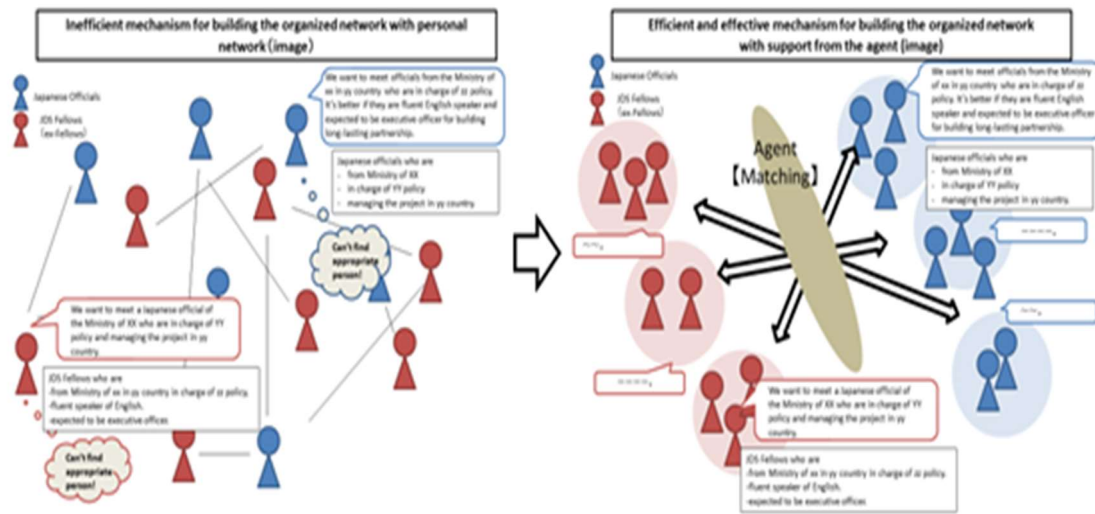 Inefficient mechanism for building the organized network with personal
network (image)
Japanese Officials
JDS Fellows
(ex-Fellows)
We want to meet officials from the Ministry of
xx in yy country who are in charge of zz policy.
It's better if they are fluent English speaker and
expected to be executive officer for building
long-lasting partnership.
Japanese officials who are
- from Ministry of XX
- in charge of YY policy
- managing the project in yy country.
Can't find
appropriate
person!
We want to meet a Japanese official of
the Ministry of XX who are in charge of YY
policy and managing the project in yy
country.
JDS Fellows who are
-from Ministry of xx in yy country in charge of zz policy.
-fluent speaker of English.
-expected to be executive officer.
Can't find
appropriate
person!
Efficient and effective mechanism for building the organized network
with support from the agent (image)
Japanese Officials
JDS Fellows
(ex-Fellows)
Agent
【Matching】
We want to meet officials from the Ministry
of xx in yy country who are in charge of zz
policy. It's better if they are fluent English
speaker and expected to be executive officer
for building long-lasting partnership.
Japanese officials who are
- from Ministry of XX
- in charge of YY policy
- managing the project in yy country.
We want to meet a Japanese official of
the Ministry of XX who are in charge of YY
policy and managing the project in yy
country.
JDS Fellows who are
-from Ministry of xx in yy country in charge of zz policy.
-fluent speaker of English.
-expected to be executive officer.